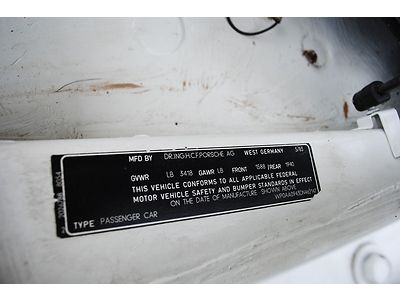 MFD BY DR.ING.H.C.F.PORSCHE AG WEST GERMANY 5/83
GVWR LB 3418 GAWR LB FRONT 1588 /REAR 1940
THIS VEHICLE CONFORMS TO ALL APPLICABLE FEDERAL
MOTOR VEHICLE SAFETY AND BUMPER STANDARDS IN EFFECT
ON THE DATE OF MANUFACTURE SHOWN ABOVE
TYPE PASSENGER CAR